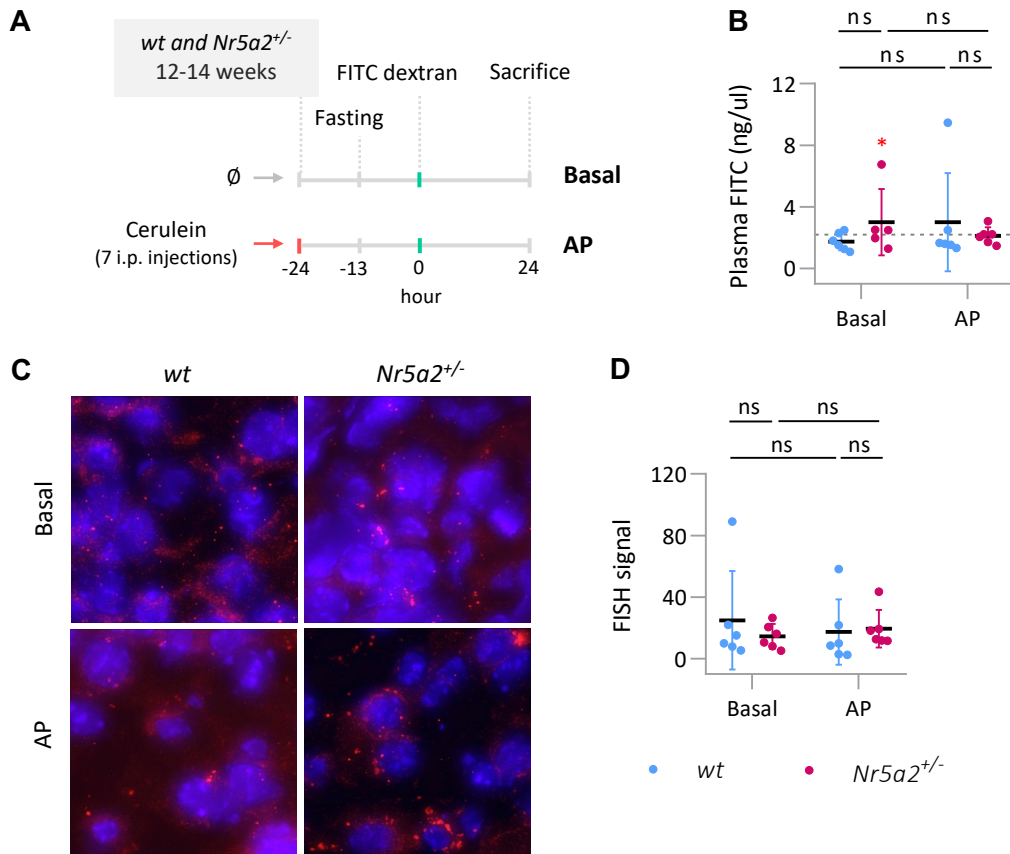 A
wt and Nr5a2+/-
12-14 weeks
FITC dextran
Sacrifice
Fasting
Ø
Basal
Cerulein
(7 i.p. injections)
AP
-24
-13
0
24
hour
B
ns
ns
ns
ns
Plasma FITC (ng/ul)
12
8
4
0
*
Basal
AP
C
wt
Nr5a2+/-
Basal
AP
D
ns
ns
ns
ns
FISH signal
120
80
40
0
Basal
AP
wt
Nr5a2+/-